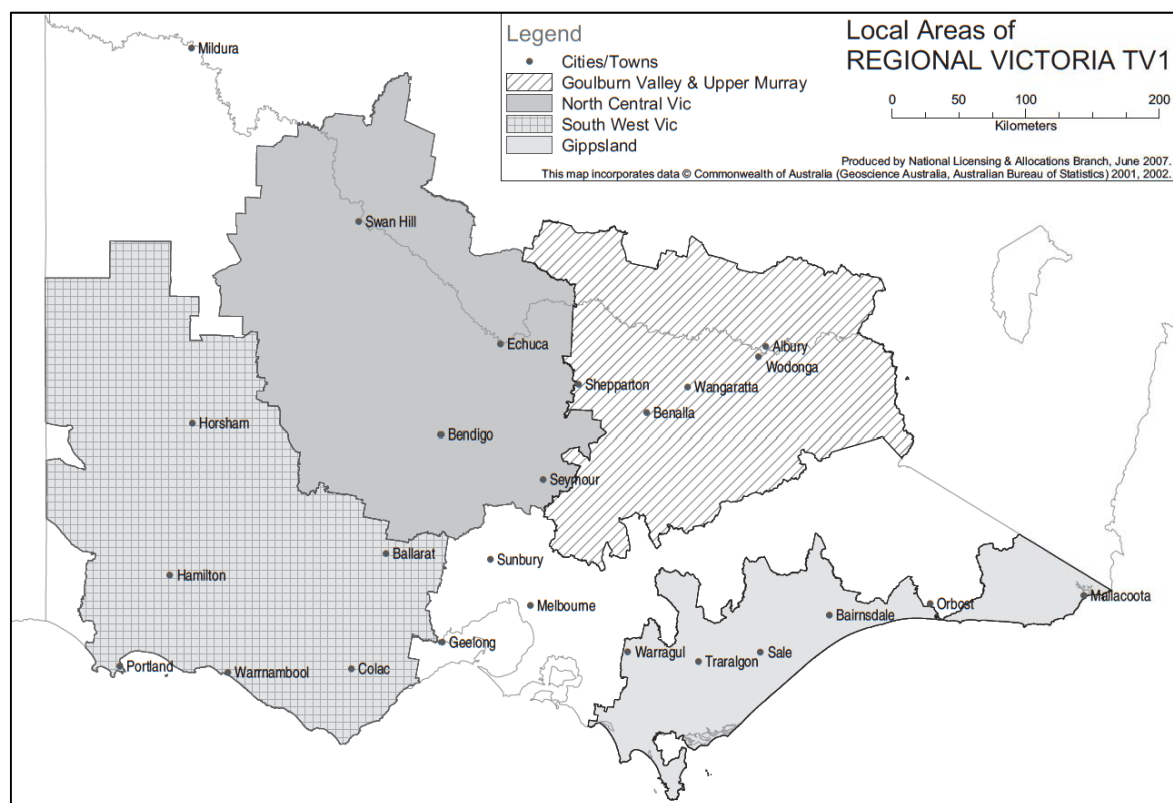 Legend
Cities/Towns
Goulburn Valley & Upper Murray
North Central Vic
South West Vic
Gippsland
Local Areas of
REGIONAL VICTORIA TV1
0 50 100 200
Kilometers
Produced by National Licensing & Allocations Branch, June 2007.
This map incorporates data © Commonwealth of Australia (Geoscience Australia, Australian Bureau of Statistics) 2001, 2002.
Mildura
Swan Hill
Echuca
Albury
Wodonga
Shepparton
Wangaratta
Benalla
Horsham
Bendigo
Seymour
Ballarat
Sunbury
Hamilton
Melbourne
Orbost
Mallacoota
Bairnsdale
Geelong
Warragul
Sale
Traralgon
Portland
Warrnambool
Colac